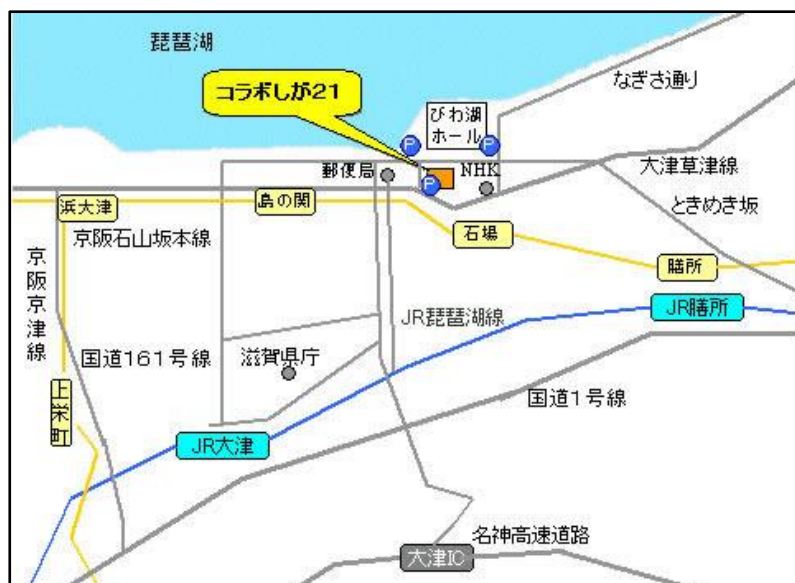 琵琶湖
コラボしが21
なぎさ通り
びわ湖
ホール
P
P
郵便局
P
NHK
大津草津線
ときめき坂
浜大津
島の関
石場
膳所
京阪石山坂本線
京阪京津線
JR琵琶湖線
JR膳所
国道161号線
滋賀県庁
国道1号線
上栄町
JR大津
名神高速道路
大津IC